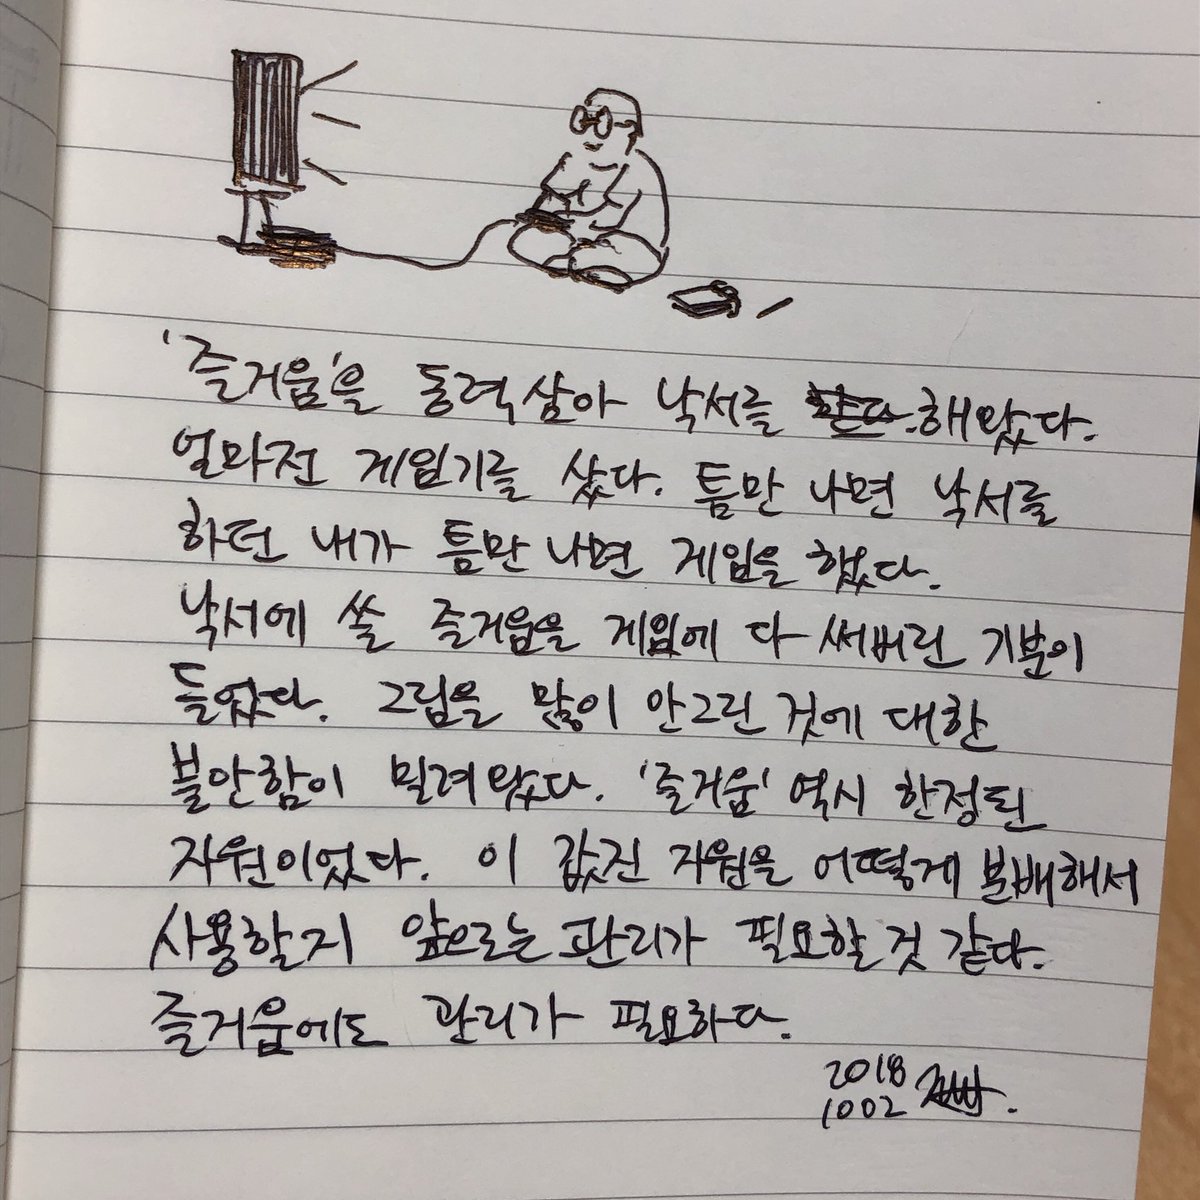 '즐거움'을 동력삼아 낙서를 해왔다.
얼마전 게임기를 샀다. 틈만 나면 낙서를
하던 내가 틈만 나면 게임을 했다.
낙서에 쏠 즐거움을 게임에 다 써버린 기분이
들었다. 그림을 많이 안그린 것에 대한
불안함이 밀려왔다. '즐거움' 역시 한정된
자원이었다. 이 값진 자원을 어떻게 분배해서
사용할지 앞으로는 관리가 필요할 것 같다.
즐거움에도 관리가 필요하다.
2018
1002